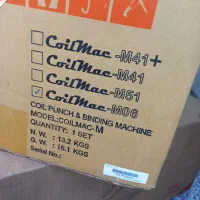 CoilMac-M41+
CoilMac-M41
CoilMac-M51
CoilMac-M06
COIL PUNCH & BINDING MACHINE
MODEL:COILMAC-M
QUANTITY: 1 SET
N. W. : 13.2 KGS
G. W. : 15.1 KGS
Serial No.: